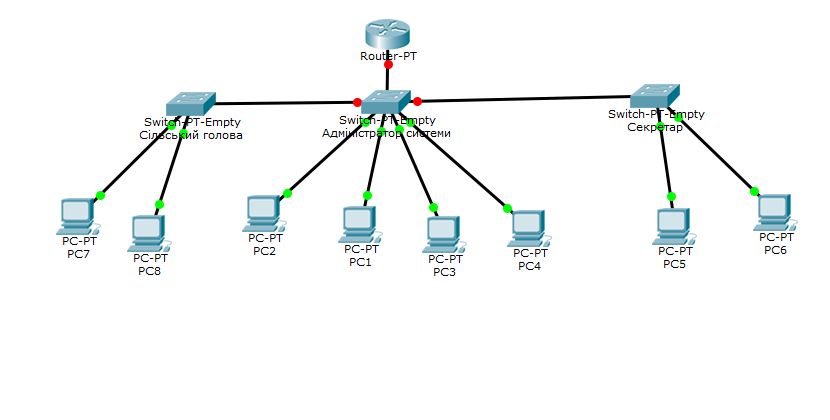 Router-PT
Switch-PT-Empty
Сільський голова
Switch-PT-Empty
Адміністратор системи
Switch-PT-Empty
Секретар
PC-PT
PC7
PC-PT
PC8
PC-PT
PC2
PC-PT
PC1
PC-PT
PC3
PC-PT
PC4
PC-PT
PC5
PC-PT
PC6